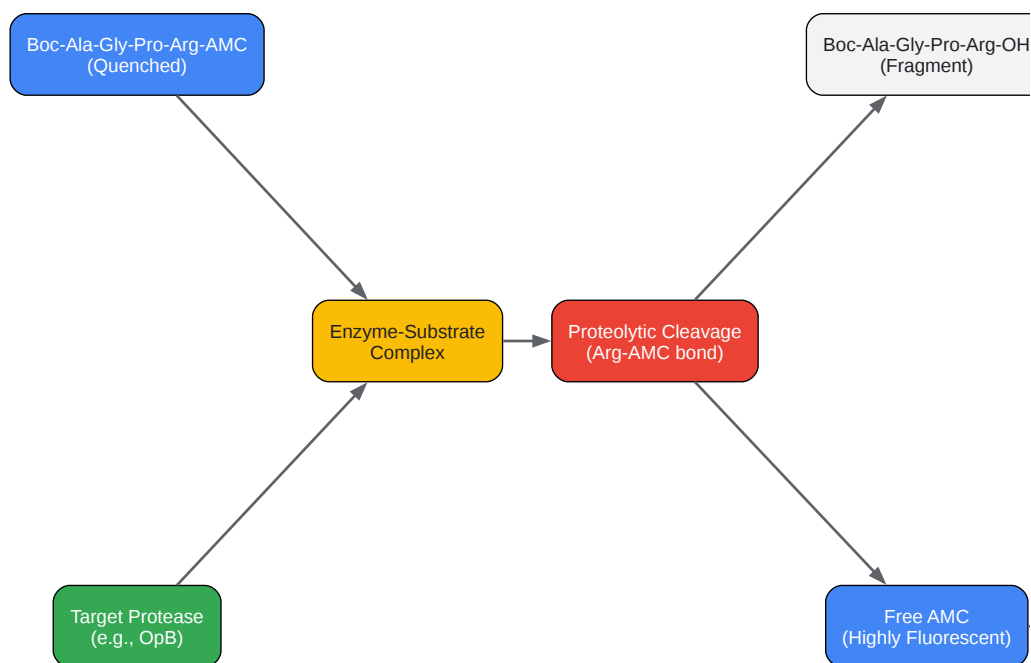 Boc-Ala-Gly-Pro-Arg-AMC
(Quenched)
Boc-Ala-Gly-Pro-Arg-OH
(Fragment)
Enzyme-Substrate
Complex
Proteolytic Cleavage
(Arg-AMC bond)
Target Protease
(e.g., OpB)
Free AMC
(Highly Fluorescent)